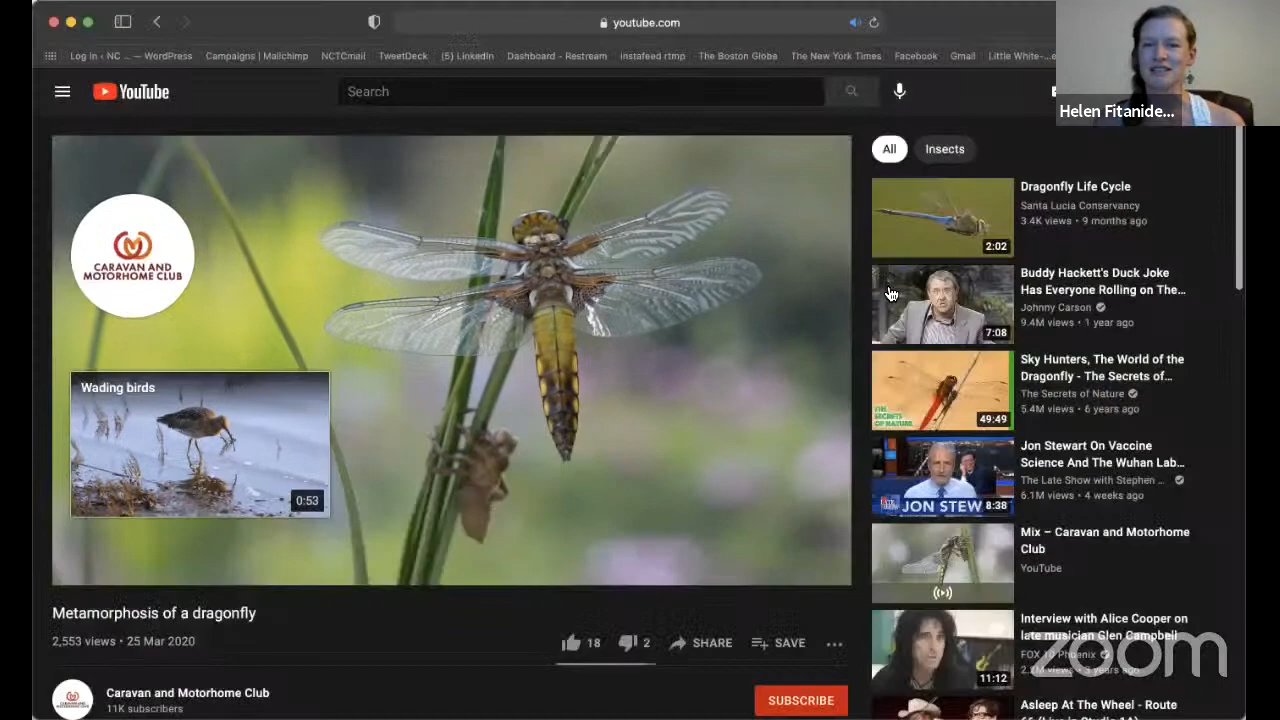 youtube.com
Log In ‹ NC ... — WordPress
Campaigns | Mailchimp
NCTCmail
TweetDeck
(5) LinkedIn
Dashboard - Restream
instafeed rtmp
The Boston Globe
The New York Times
Facebook
Gmail
Little White-...e
Helen Fitanide...
YouTube
Search
CARAVAN AND
MOTORHOME CLUB
Wading birds
0:53
Metamorphosis of a dragonfly
2,553 views • 25 Mar 2020
18
2
SHARE
SAVE
Caravan and Motorhome Club
11K subscribers
SUBSCRIBE
All
Insects
2:02
Dragonfly Life Cycle
Santa Lucia Conservancy
3.4K views • 9 months ago
7:08
Buddy Hackett's Duck Joke
Has Everyone Rolling on The...
Johnny Carson
9.4M views • 1 year ago
THE
SECRETS
OF NATURE
49:49
Sky Hunters, The World of the
Dragonfly - The Secrets of...
The Secrets of Nature
5.4M views • 6 years ago
JON STEW
8:38
Jon Stewart On Vaccine
Science And The Wuhan Lab...
The Late Show with Stephen ...
6.1M views • 4 weeks ago
Mix – Caravan and Motorhome
Club
YouTube
11:12
Interview with Alice Cooper on
late musician Glen Campbell
FOX 10 Phoenix
years ago
zoom
Asleep At The Wheel - Route